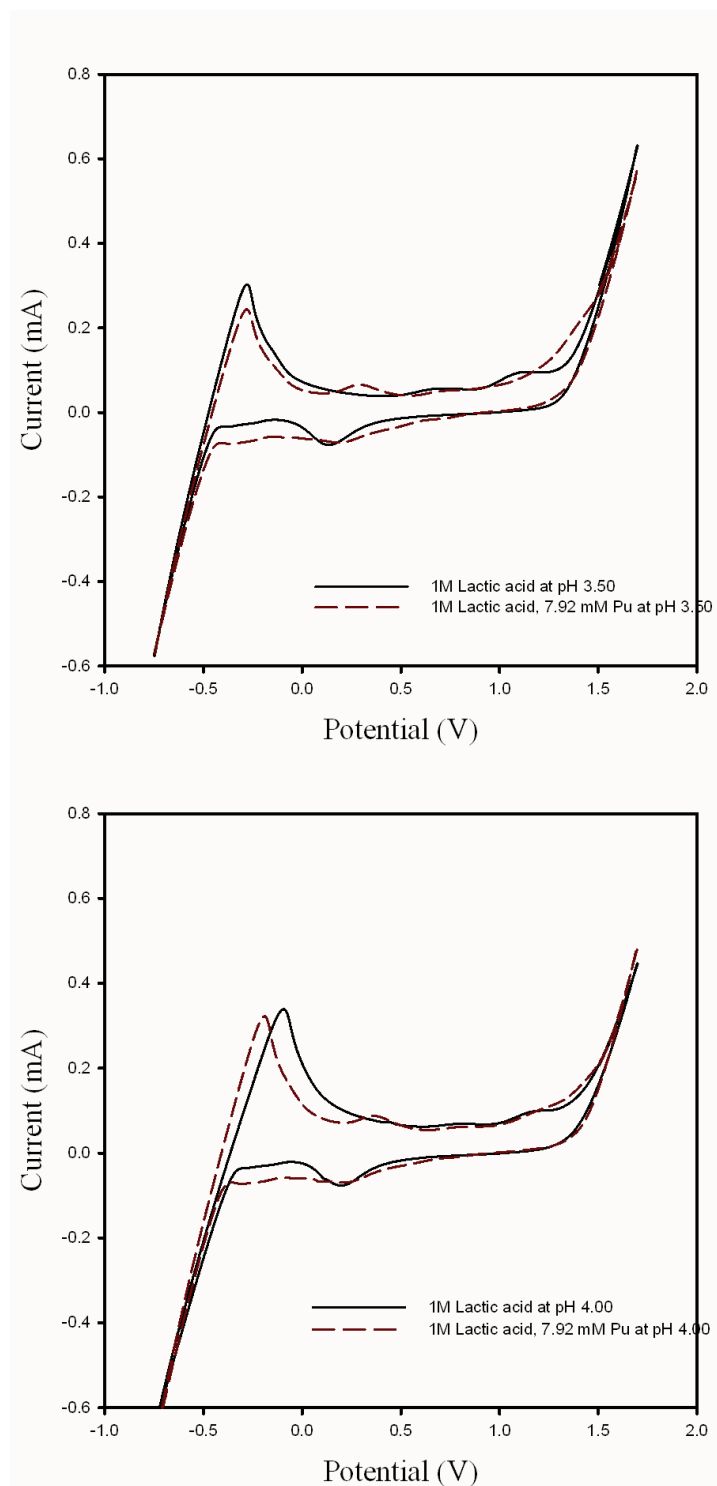 0.8
0.6
0.4
0.2
0.0
-0.2
-0.4
-0.6
Current (mA)
1M Lactic acid at pH 3.50
1M Lactic acid, 7.92 mM Pu at pH 3.50
-1.0 -0.5 0.0 0.5 1.0 1.5 2.0
Potential (V)
0.8
0.6
0.4
0.2
0.0
-0.2
-0.4
-0.6
Current (mA)
1M Lactic acid at pH 4.00
1M Lactic acid, 7.92 mM Pu at pH 4.00
-1.0 -0.5 0.0 0.5 1.0 1.5 2.0
Potential (V)